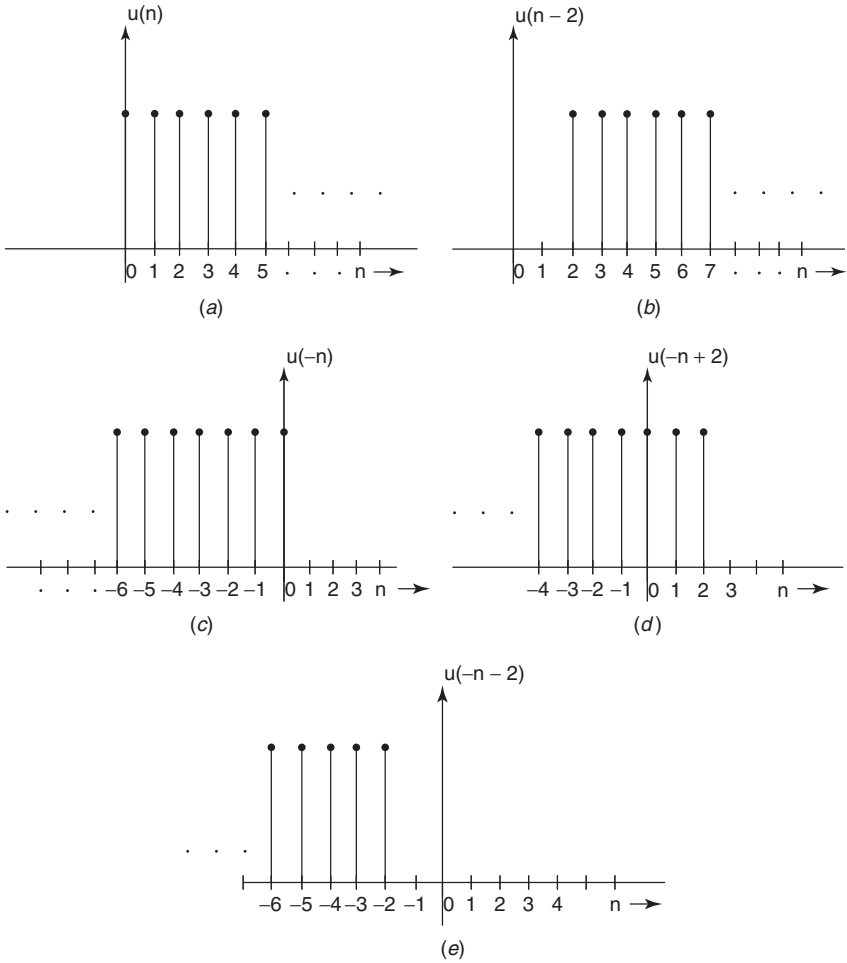 u(n)
0 1 2 3 4 5 . . . n
(a)
u(n – 2)
0 1 2 3 4 5 6 7 . . . n
(b)
u(–n)
. . . –6 –5 –4 –3 –2 –1 0 1 2 3 n
(c)
u(–n + 2)
–4 –3 –2 –1 0 1 2 3 n
(d)
u(–n – 2)
–6 –5 –4 –3 –2 –1 0 1 2 3 4 n
(e)